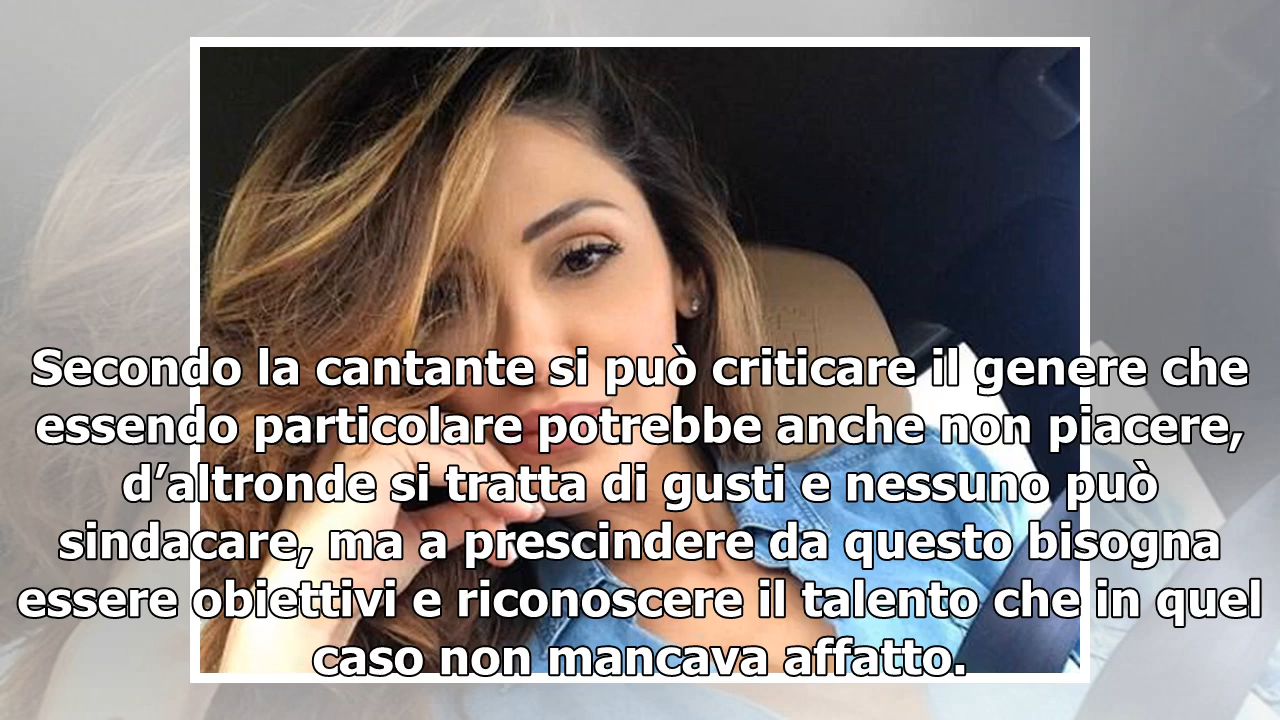 Secondo la cantante si può criticare il genere che
essendo particolare potrebbe anche non piacere,
d’altronde si tratta di gusti e nessuno può
sindacare, ma a prescindere da questo bisogna
essere obiettivi e riconoscere il talento che in quel
caso non mancava affatto.